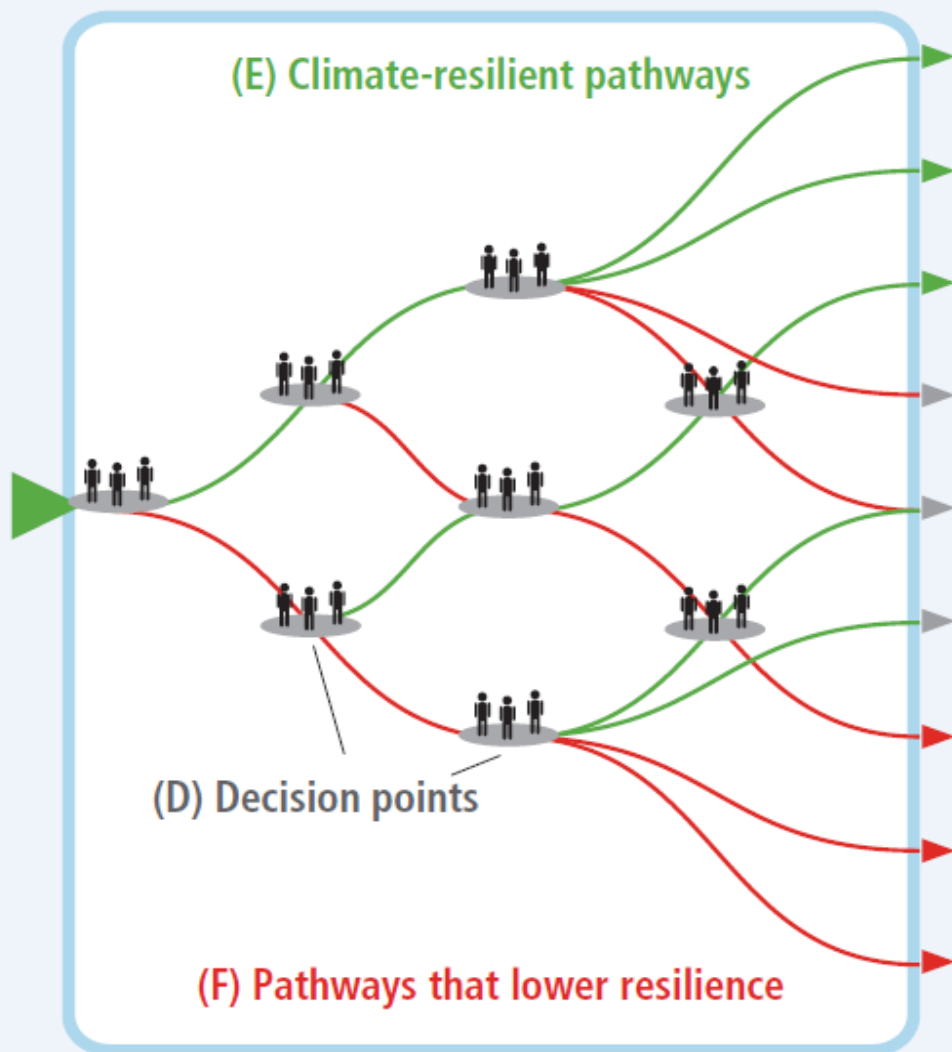 (E) Climate-resilient pathways
(D) Decision points
(F) Pathways that lower resilience